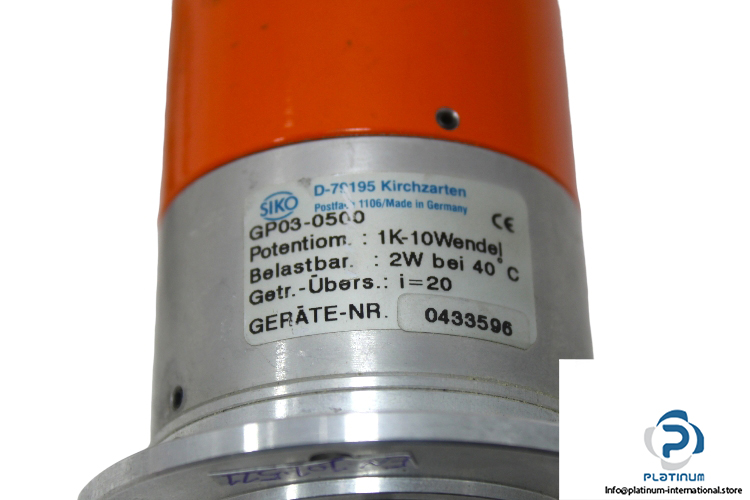 SIKO
D-79195 Kirchzarten
Postfach 1106/Made in Germany
CE
GP03-0500
Potentiom. : 1K-10Wendel
Belastbar. : 2W bei 40°C
Getr.-Übers.: i=20
GERÄTE-NR. 0433596
PLATINUM
Info@platinum-international.store